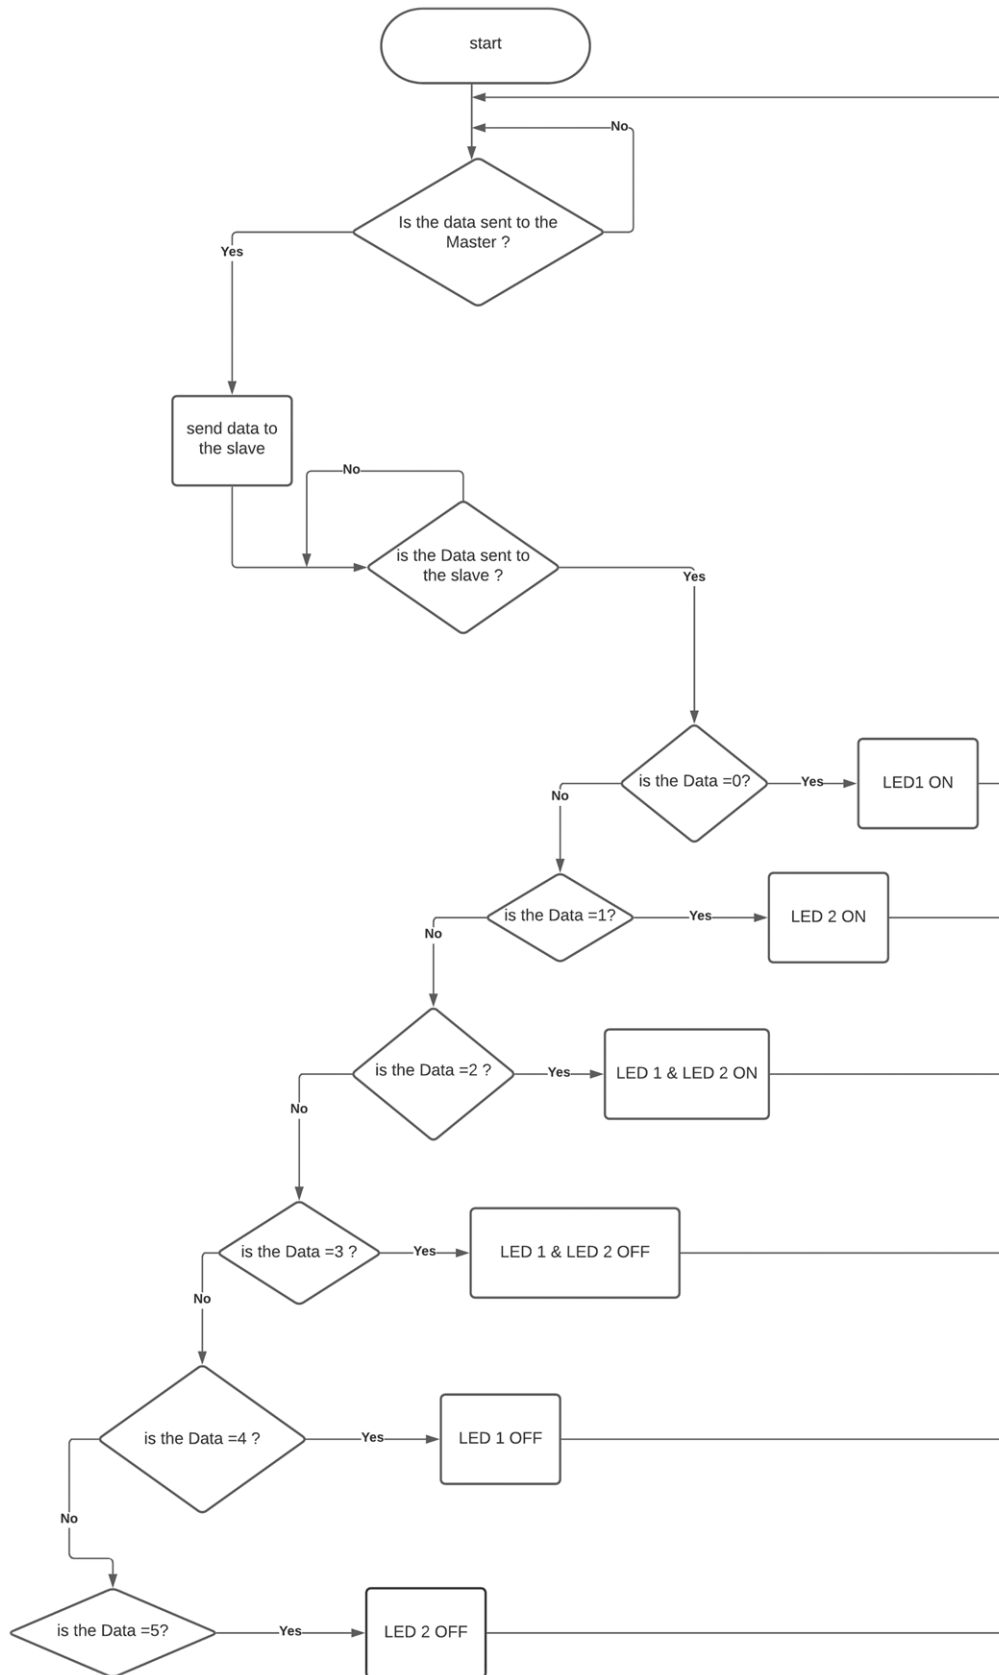 start
No
Is the data sent to the
Master ?
Yes
send data to
the slave
No
is the Data sent to
the slave ?
Yes
is the Data =0?
Yes
LED1 ON
No
is the Data =1?
Yes
LED 2 ON
No
is the Data =2 ?
Yes
LED 1 & LED 2 ON
No
is the Data =3 ?
Yes
LED 1 & LED 2 OFF
No
is the Data =4 ?
Yes
LED 1 OFF
No
is the Data =5?
Yes
LED 2 OFF